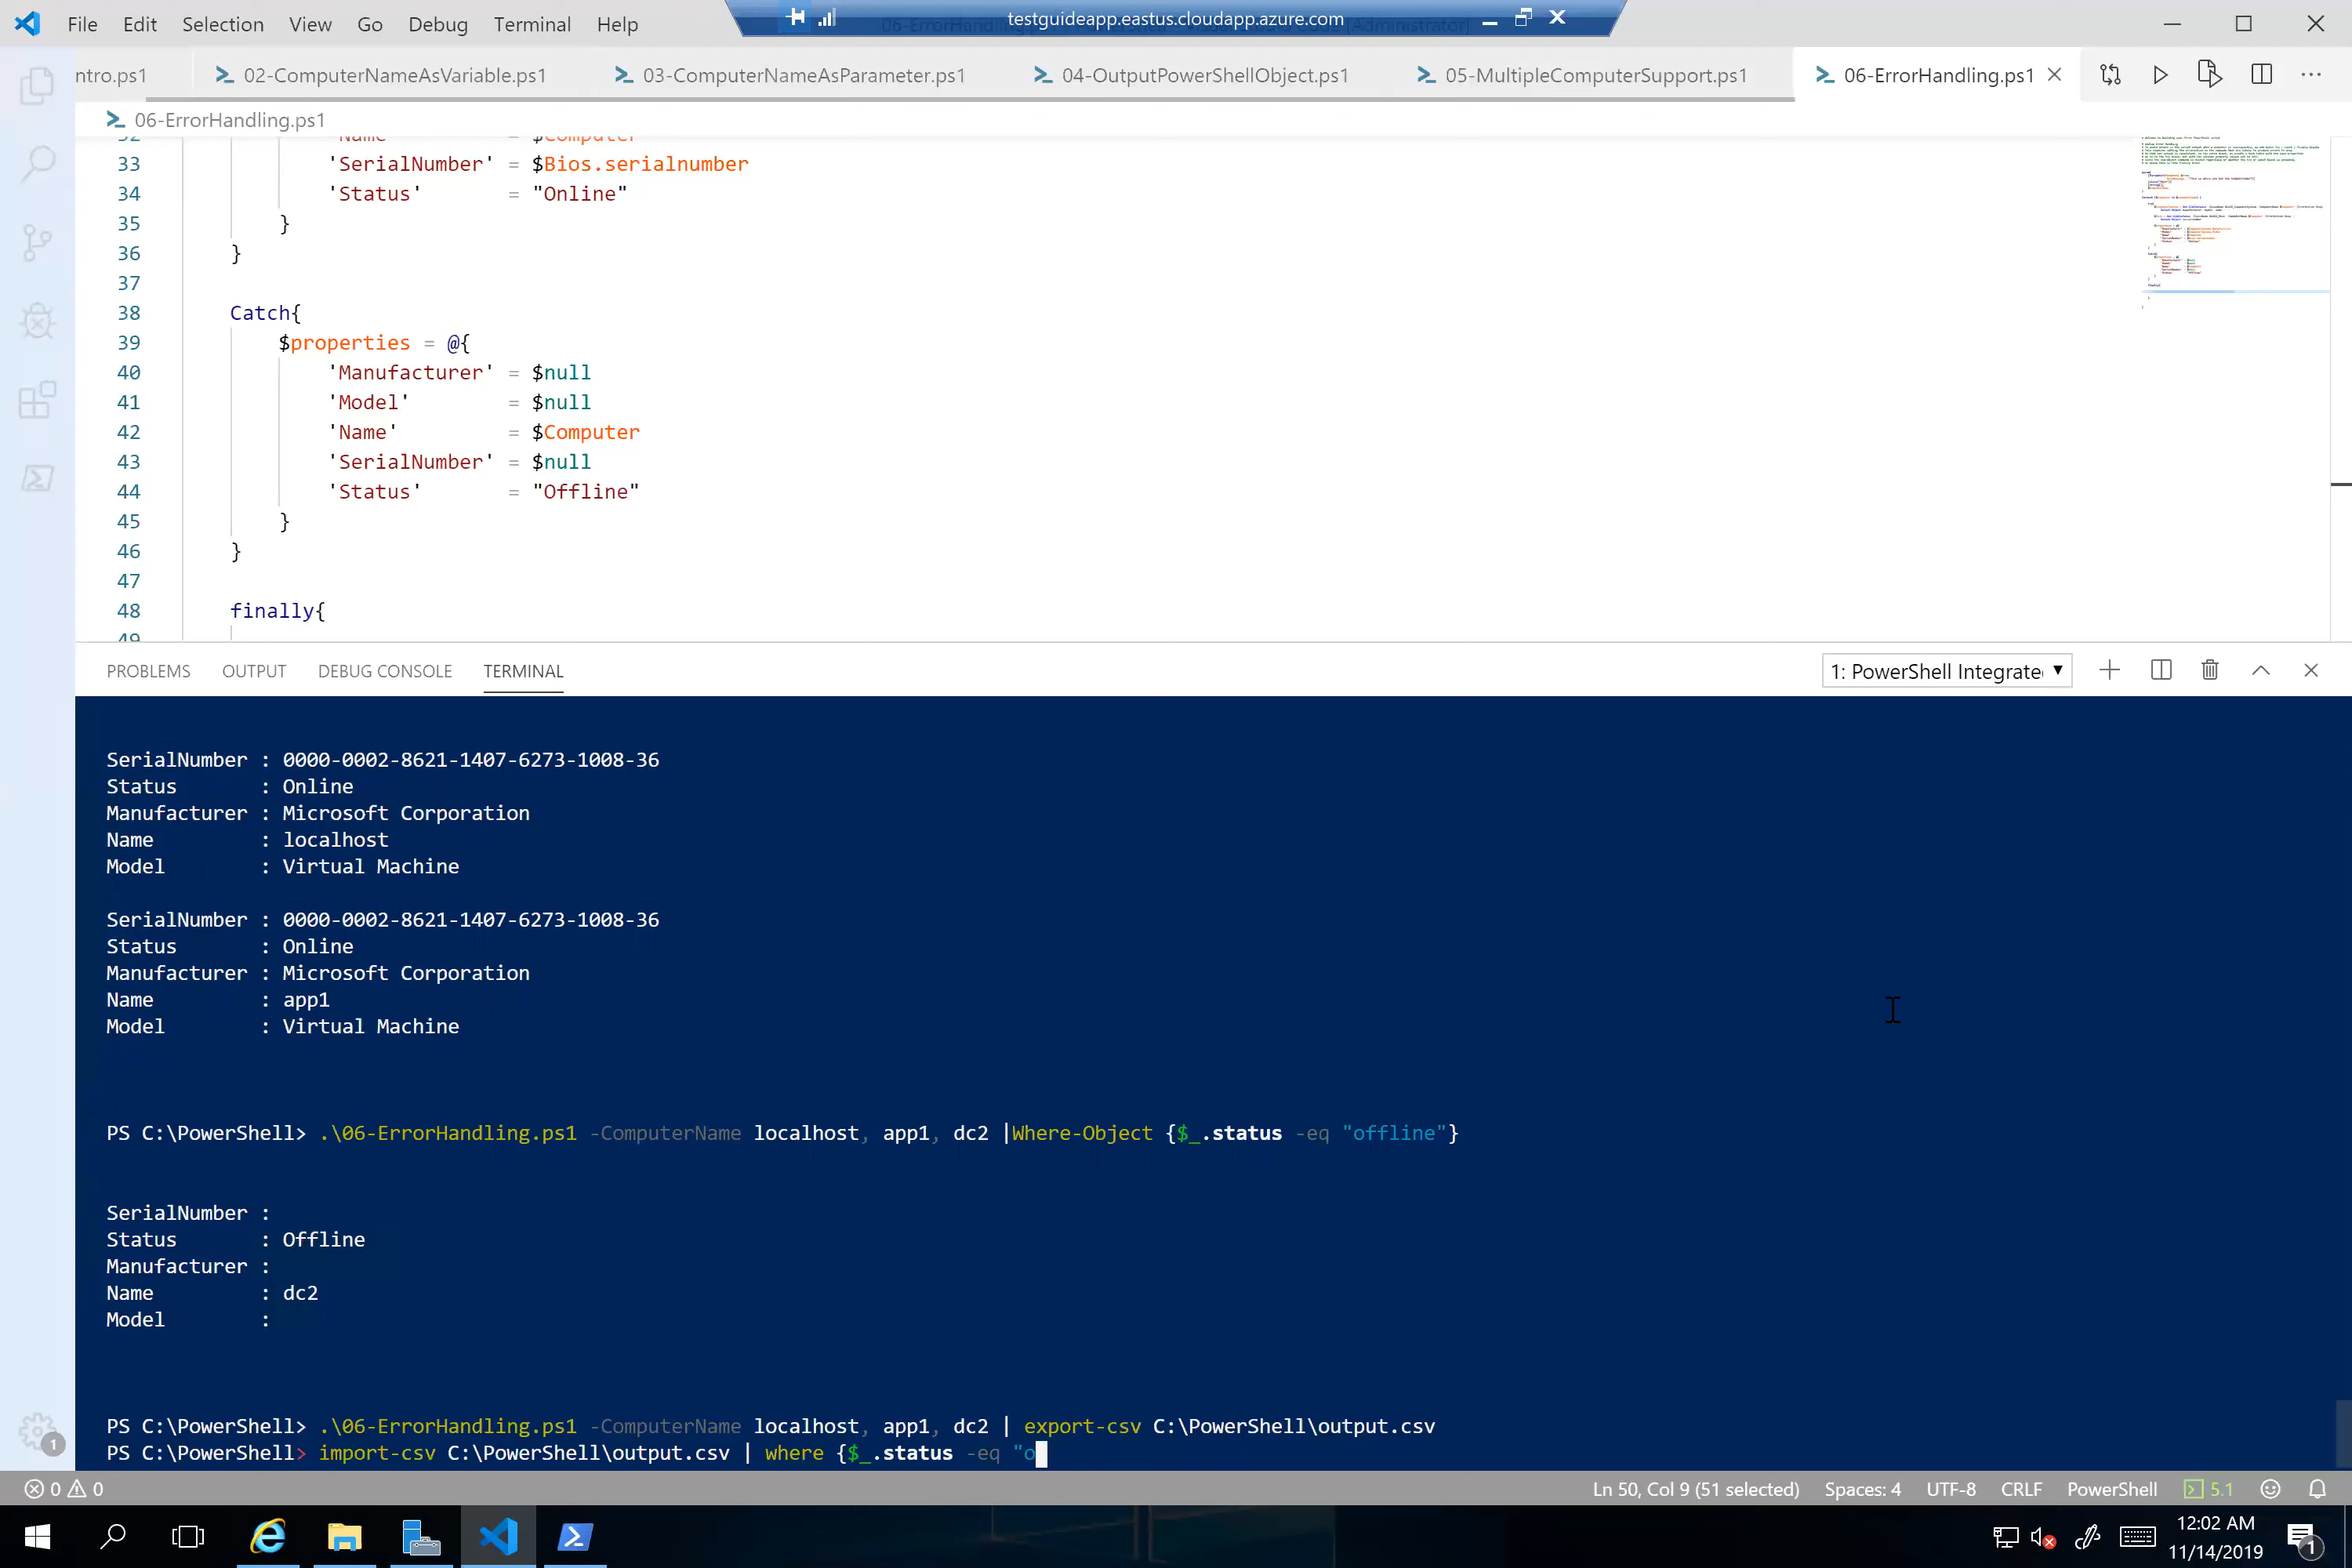 File Edit Selection View Go Debug Terminal Help
testguideapp.eastus.cloudapp.azure.com
ntro.ps1 02-ComputerNameAsVariable.ps1 03-ComputerNameAsParameter.ps1 04-OutputPowerShellObject.ps1 05-MultipleComputerSupport.ps1 06-ErrorHandling.ps1
06-ErrorHandling.ps1
32 'Name' = $Computer
33 'SerialNumber' = $Bios.serialnumber
34 'Status' = "Online"
35 }
36 }
37
38 Catch{
39 $properties = @{
40 'Manufacturer' = $null
41 'Model' = $null
42 'Name' = $Computer
43 'SerialNumber' = $null
44 'Status' = "Offline"
45 }
46 }
47
48 finally{
49
PROBLEMS OUTPUT DEBUG CONSOLE TERMINAL 1: PowerShell Integrate
SerialNumber : 0000-0002-8621-1407-6273-1008-36
Status : Online
Manufacturer : Microsoft Corporation
Name : localhost
Model : Virtual Machine
SerialNumber : 0000-0002-8621-1407-6273-1008-36
Status : Online
Manufacturer : Microsoft Corporation
Name : app1
Model : Virtual Machine
PS C:\PowerShell> .\06-ErrorHandling.ps1 -ComputerName localhost, app1, dc2 |Where-Object {$_.status -eq "offline"}
SerialNumber :
Status : Offline
Manufacturer :
Name : dc2
Model :
PS C:\PowerShell> .\06-ErrorHandling.ps1 -ComputerName localhost, app1, dc2 | export-csv C:\PowerShell\output.csv
PS C:\PowerShell> import-csv C:\PowerShell\output.csv | where {$_.status -eq "o
1
0 0 Ln 50, Col 9 (51 selected) Spaces: 4 UTF-8 CRLF PowerShell 5.1
12:02 AM
11/14/2019
1